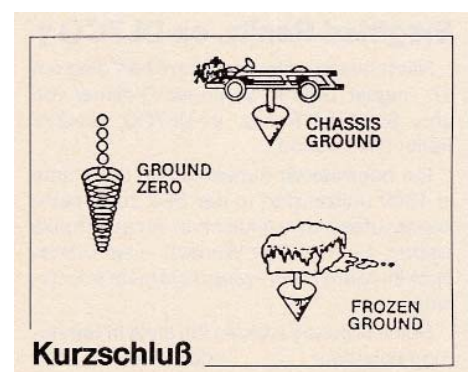 CHASSIS
GROUND
GROUND
ZERO
FROZEN
GROUND
Kurzschluß